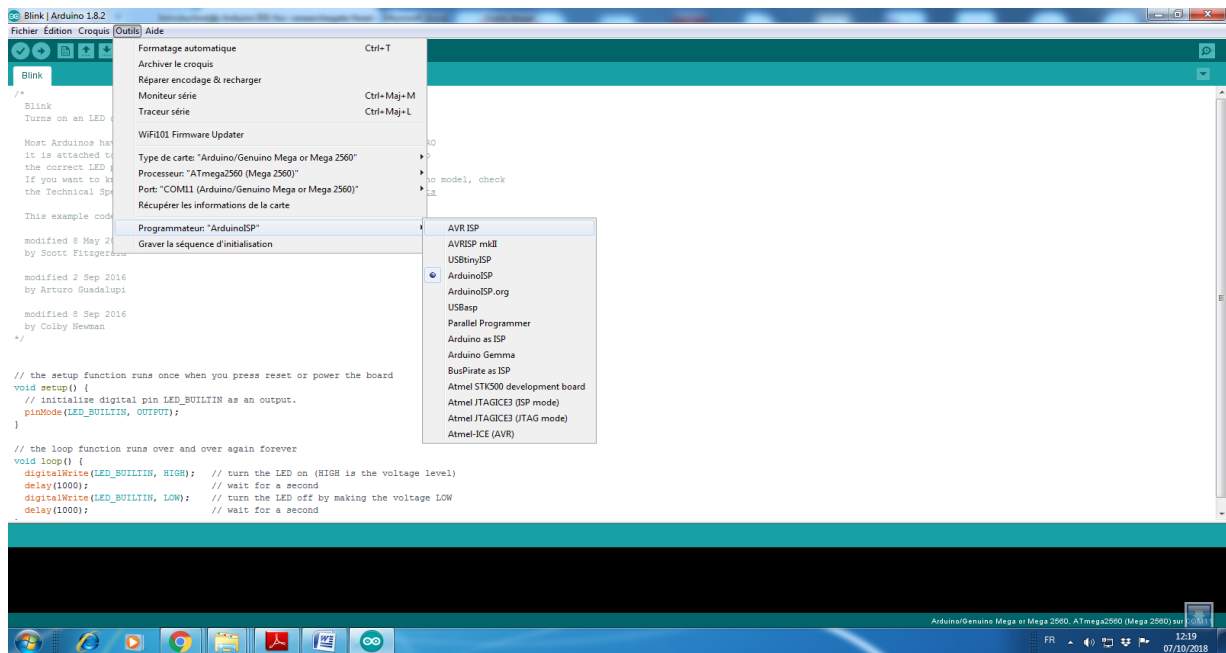 Blink | Arduino 1.8.2
Fichier Édition Croquis Outils Aide
Blink
Formatage automatique Ctrl+T
Archiver le croquis
Réparer encodage & recharger
Moniteur série Ctrl+Maj+M
Traceur série Ctrl+Maj+L
WiFi101 Firmware Updater
Type de carte: "Arduino/Genuino Mega or Mega 2560"
Processeur: "ATmega2560 (Mega 2560)"
Port: "COM11 (Arduino/Genuino Mega or Mega 2560)"
Récupérer les informations de la carte
Programmateur: "ArduinoISP"
Graver la séquence d'initialisation
AVR ISP
AVRISP mkII
USBtinyISP
ArduinoISP
ArduinoISP.org
USBasp
Parallel Programmer
Arduino as ISP
Arduino Gemma
BusPirate as ISP
Atmel STK500 development board
Atmel JTAGICE3 (ISP mode)
Atmel JTAGICE3 (JTAG mode)
Atmel-ICE (AVR)
/*
Blink
Turns on an LED
Most Arduinos
it is attached
the correct LED
If you want to model, check
the Technical
This example code
modified 8 May
by Scott
modified 2 Sep 2016
by Arturo Guadalupi
modified 8 Sep 2016
by Colby Newman
*/
// the setup function runs once when you press reset or power the board
void setup() {
// initialize digital pin LED_BUILTIN as an output.
pinMode(LED_BUILTIN, OUTPUT);
}
// the loop function runs over and over again forever
void loop() {
digitalWrite(LED_BUILTIN, HIGH); // turn the LED on (HIGH is the voltage level)
delay(1000); // wait for a second
digitalWrite(LED_BUILTIN, LOW); // turn the LED off by making the voltage LOW
delay(1000); // wait for a second
Arduino/Genuino Mega or Mega 2560, ATmega2560 (Mega 2560) sur COM11
FR
12:19
07/10/2018